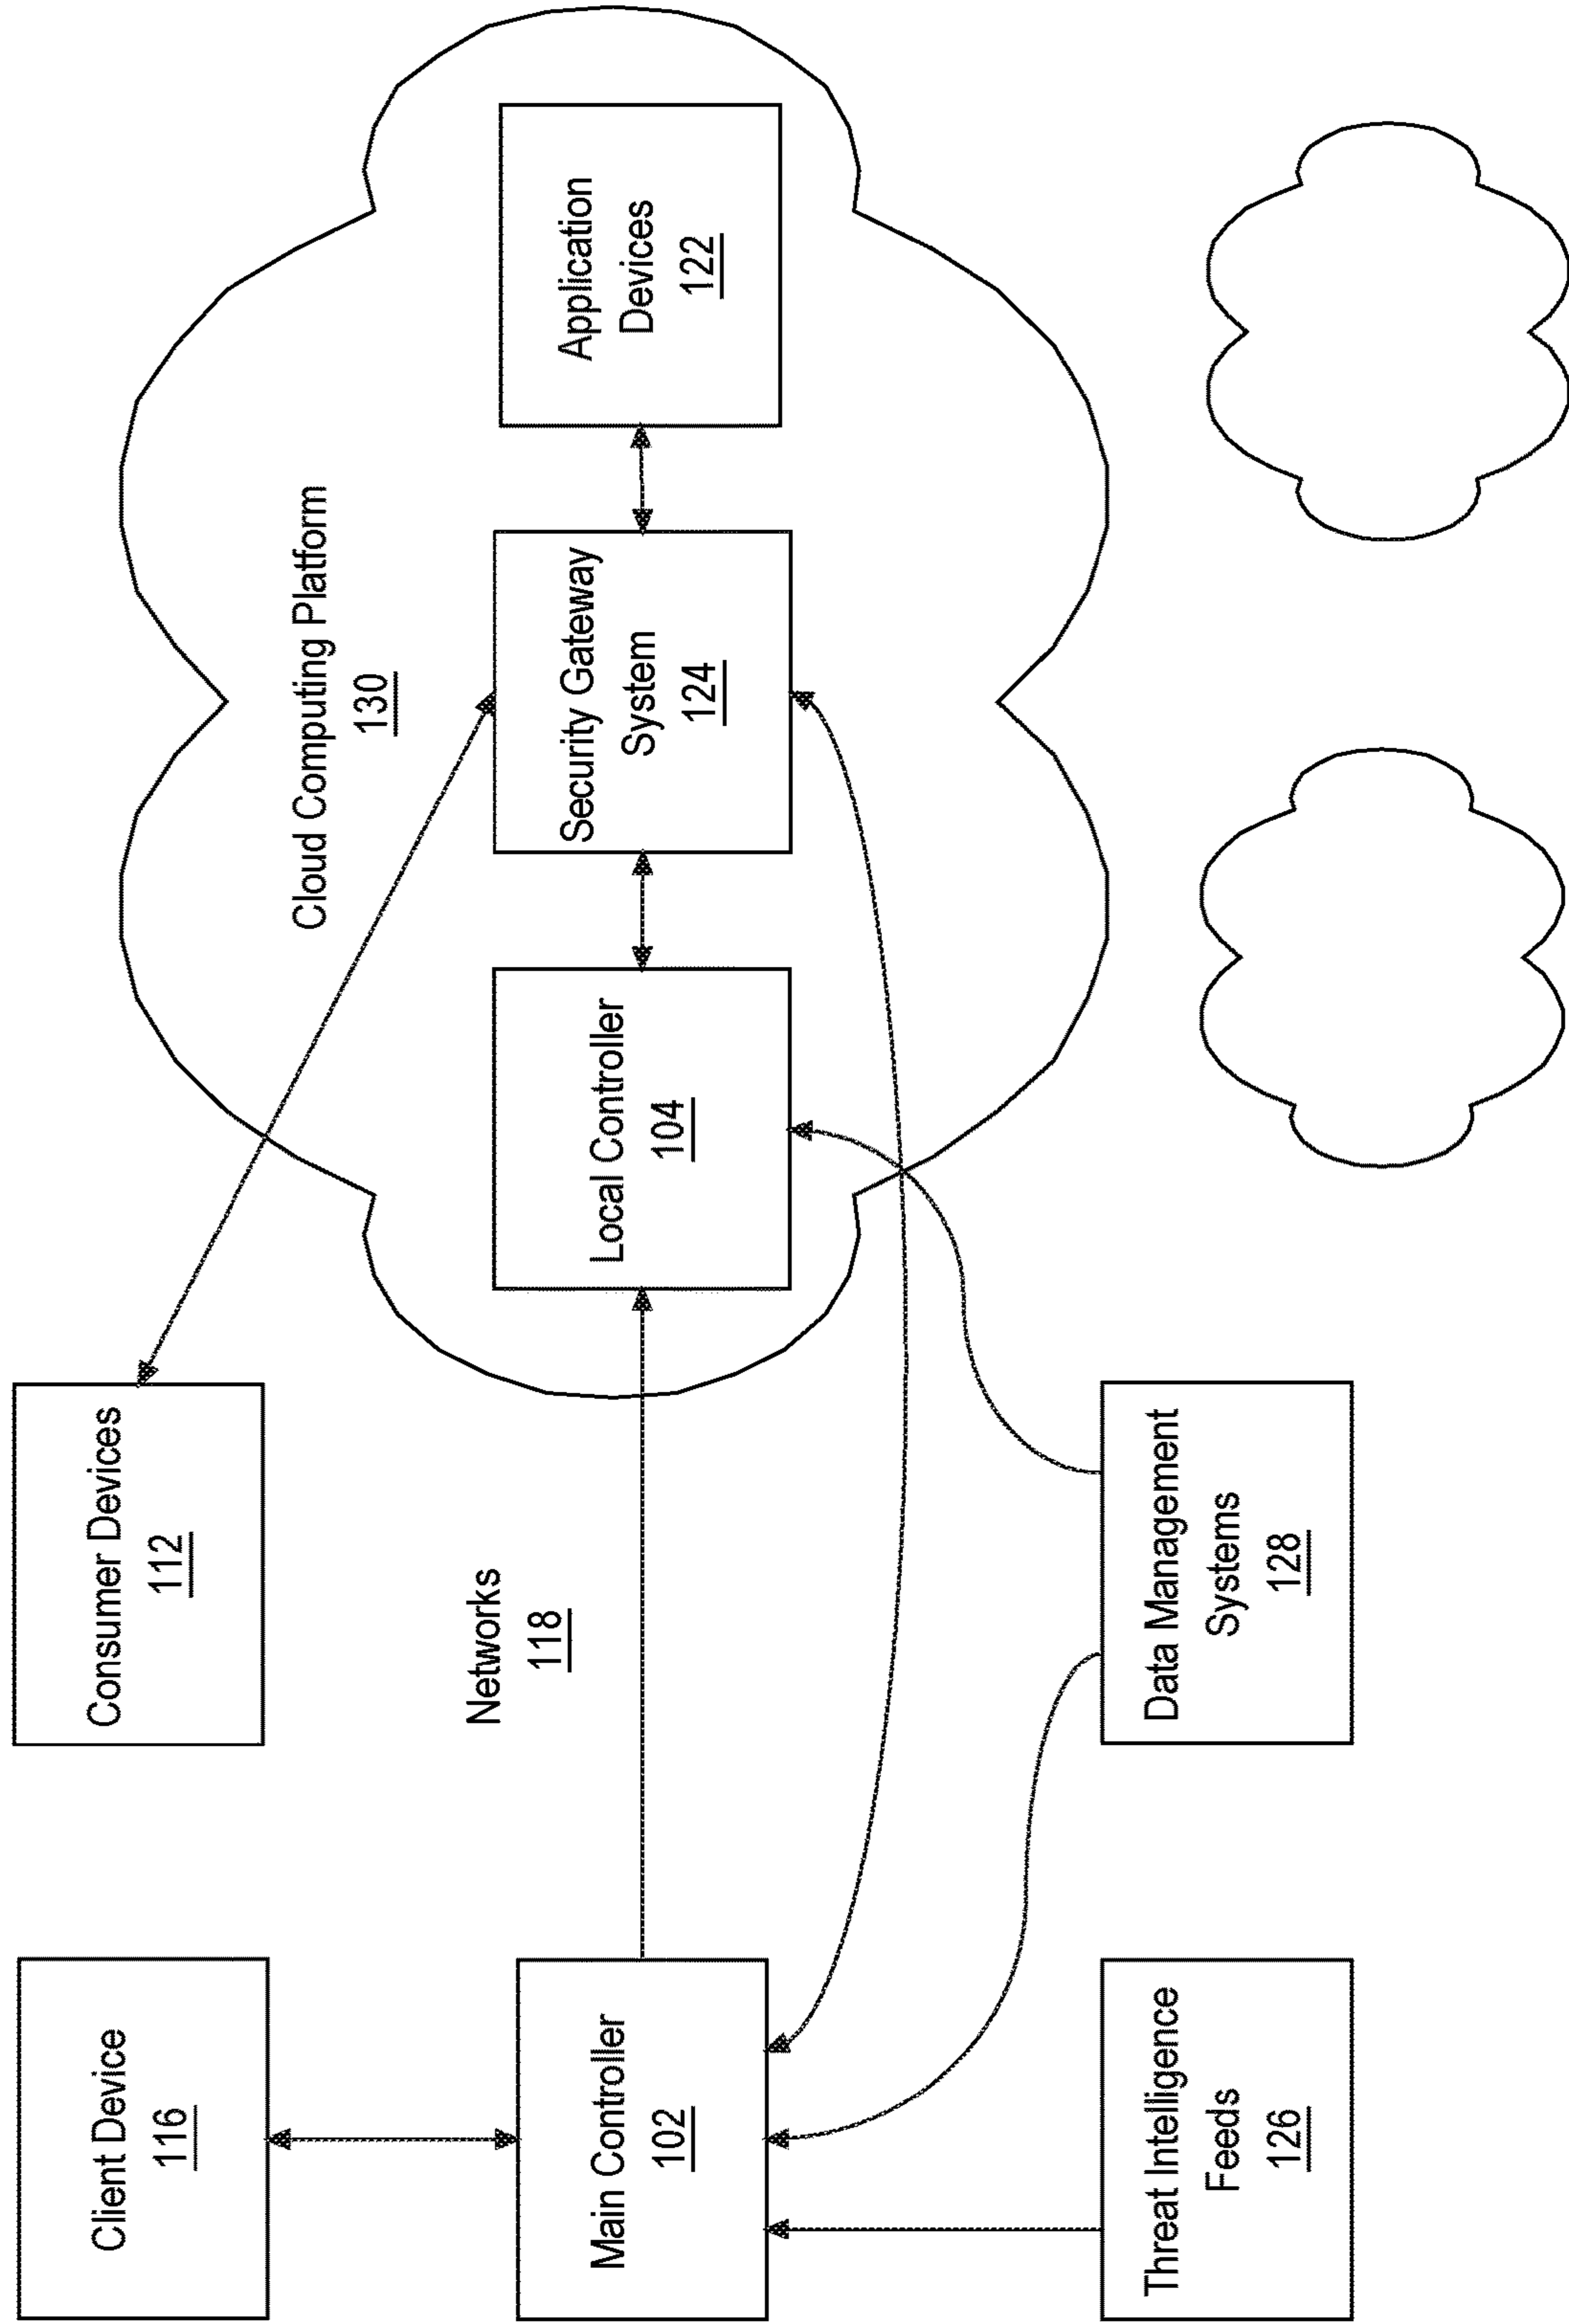 Client Device
116
Consumer Devices
112
Cloud Computing Platform
130
Networks
118
Main Controller
102
Local Controller
104
Security Gateway
System
124
Application
Devices
122
Threat Intelligence
Feeds
126
Data Management
Systems
128